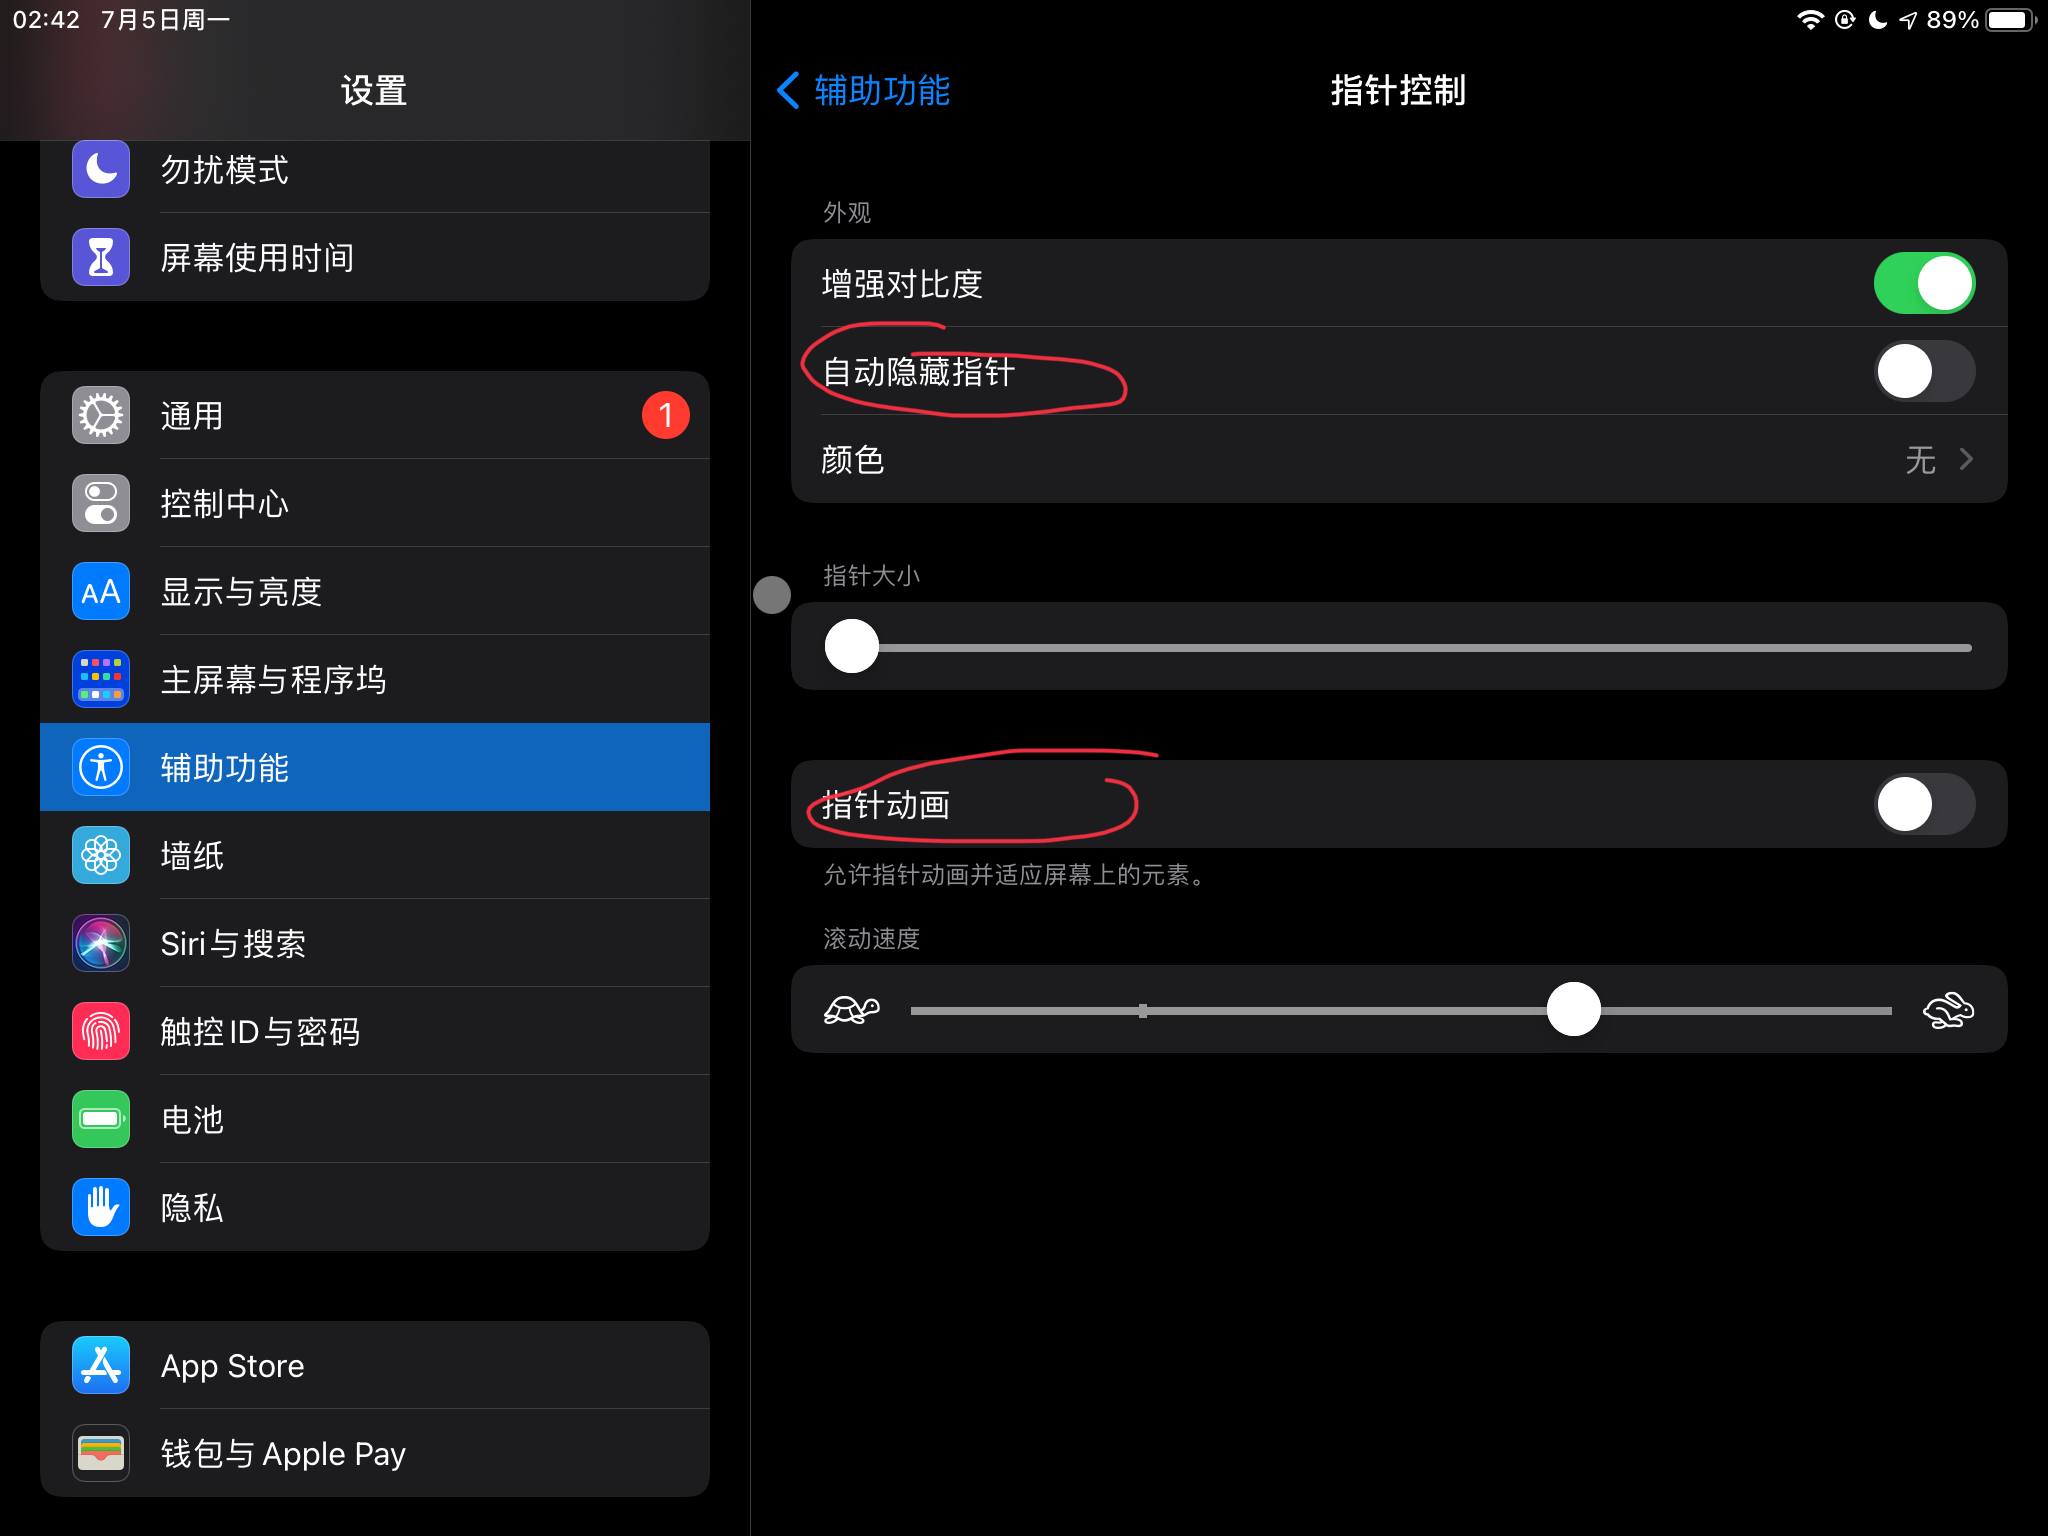 02:42 7月5日周一
89%
设置
勿扰模式
屏幕使用时间
通用
1
控制中心
AA
显示与亮度
主屏幕与程序坞
辅助功能
墙纸
Siri与搜索
触控ID与密码
电池
隐私
App Store
钱包与Apple Pay
辅助功能
指针控制
外观
增强对比度
自动隐藏指针
颜色
无
指针大小
指针动画
允许指针动画并适应屏幕上的元素。
滚动速度